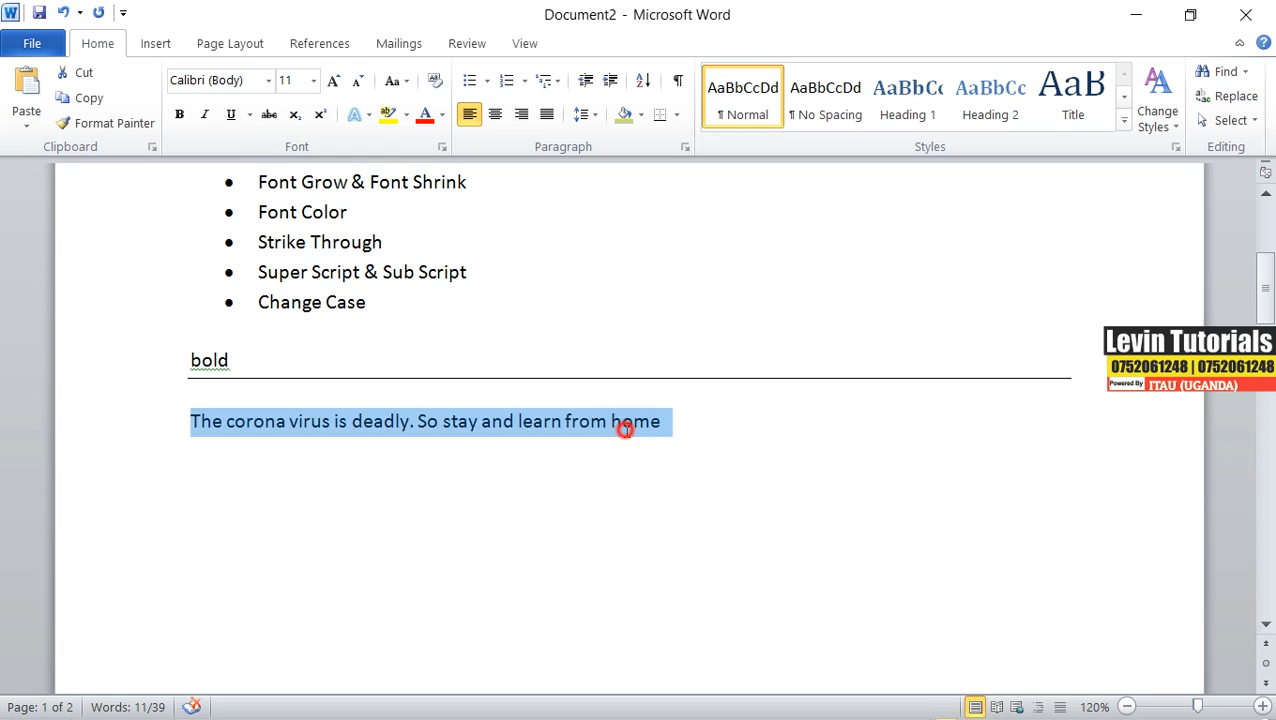 Document2 - Microsoft Word
File Home Insert Page Layout References Mailings Review View
Paste
Cut
Copy
Format Painter
Clipboard
Calibri (Body) 11
Font
Paragraph
AaBbCcDd
¶ Normal
AaBbCcDd
¶ No Spacing
AaBbCc
Heading 1
AaBbCc
Heading 2
AaB
Title
Change
Styles
Styles
Find
Replace
Select
Editing
• Font Grow & Font Shrink
• Font Color
• Strike Through
• Super Script & Sub Script
• Change Case
bold
The corona virus is deadly. So stay and learn from home
Levin Tutorials
0752061248 | 0752061248
Powered By ITAU (UGANDA)
Page: 1 of 2 Words: 11/39 120%